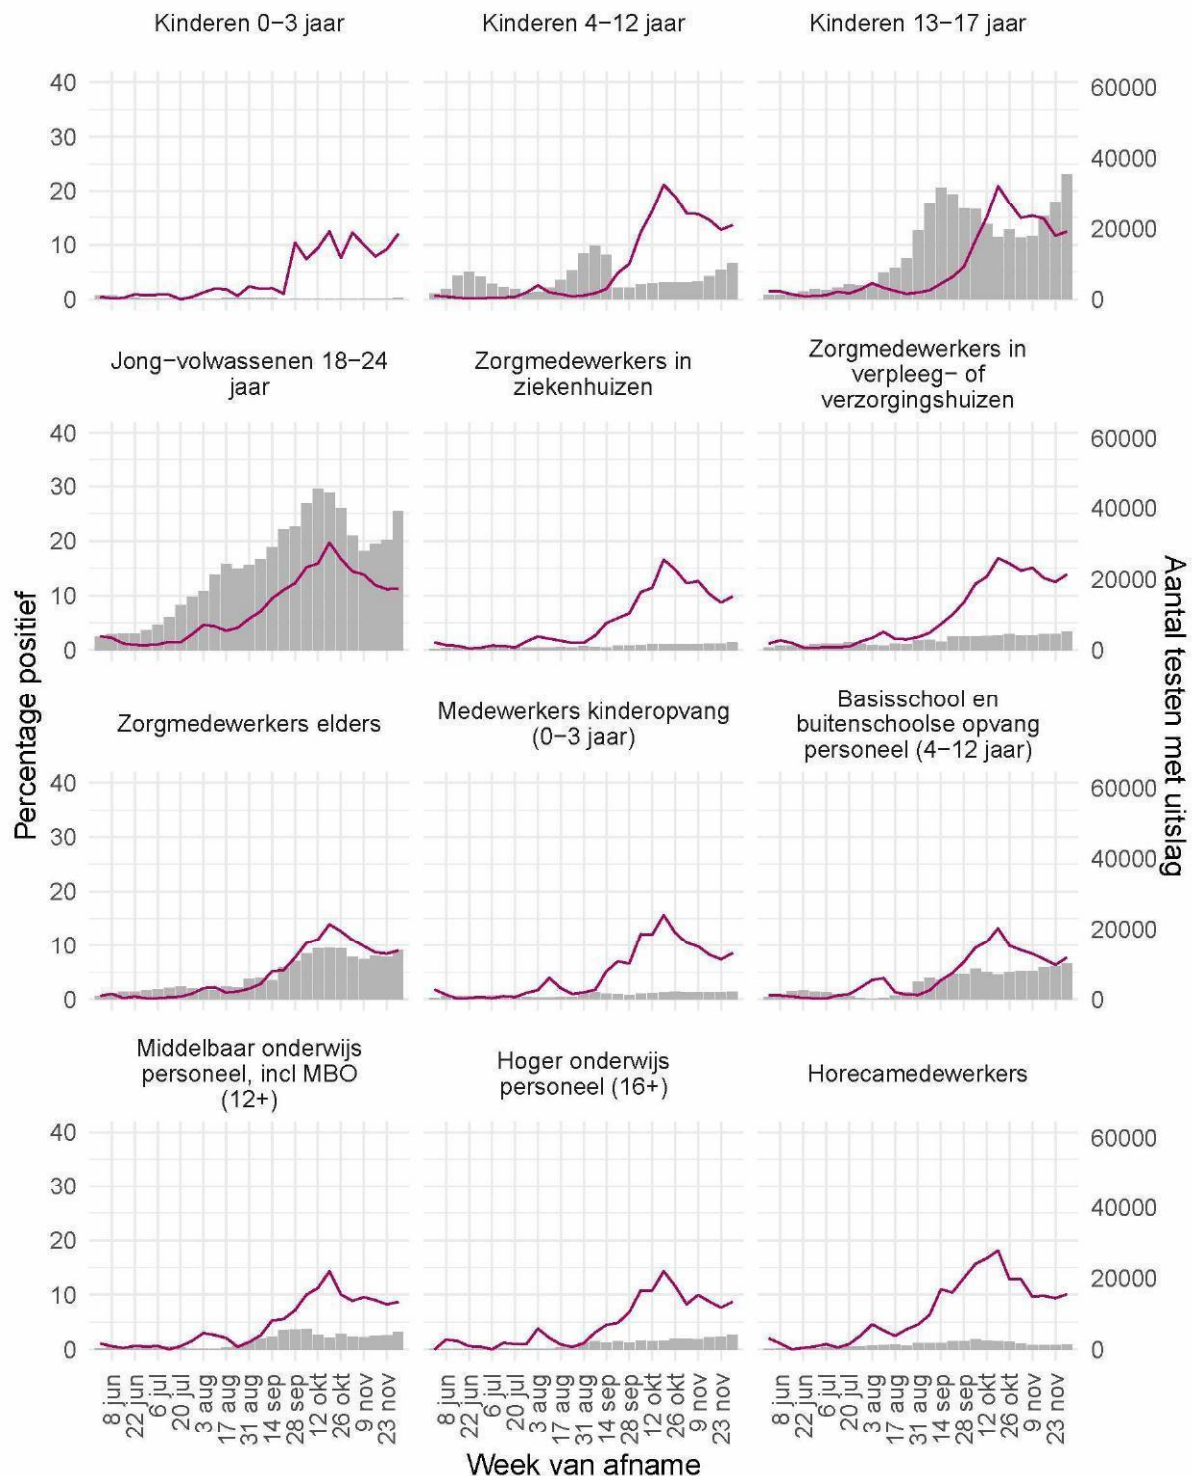 Kinderen 0−3 jaar
Kinderen 4−12 jaar
Kinderen 13−17 jaar
40
30
20
10
0
60000
40000
20000
0
Jong−volwassenen 18−24
jaar
Zorgmedewerkers in
ziekenhuizen
Zorgmedewerkers in
verpleeg− of
verzorgingshuizen
40
30
20
10
0
60000
40000
20000
0
Percentage positief
Aantal testen met uitslag
Zorgmedewerkers elders
Medewerkers kinderopvang
(0−3 jaar)
Basisschool en
buitenschoolse opvang
personeel (4−12 jaar)
40
30
20
10
0
60000
40000
20000
0
Middelbaar onderwijs
personeel, incl MBO
(12+)
Hoger onderwijs
personeel (16+)
Horecamedewerkers
40
30
20
10
0
60000
40000
20000
0
8 jun
22 jun
6 jul
20 jul
3 aug
17 aug
31 aug
14 sep
28 sep
12 okt
26 okt
9 nov
23 nov
8 jun
22 jun
6 jul
20 jul
3 aug
17 aug
31 aug
14 sep
28 sep
12 okt
26 okt
9 nov
23 nov
8 jun
22 jun
6 jul
20 jul
3 aug
17 aug
31 aug
14 sep
28 sep
12 okt
26 okt
9 nov
23 nov
Week van afname